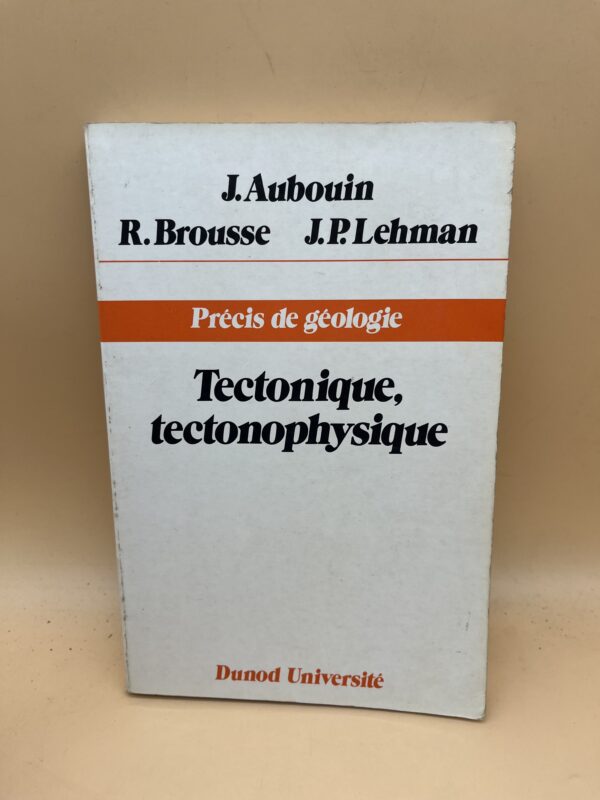 J. Aubouin
R. Brousse J.P. Lehman
Précis de géologie
Tectonique,
tectonophysique
Dunod Université